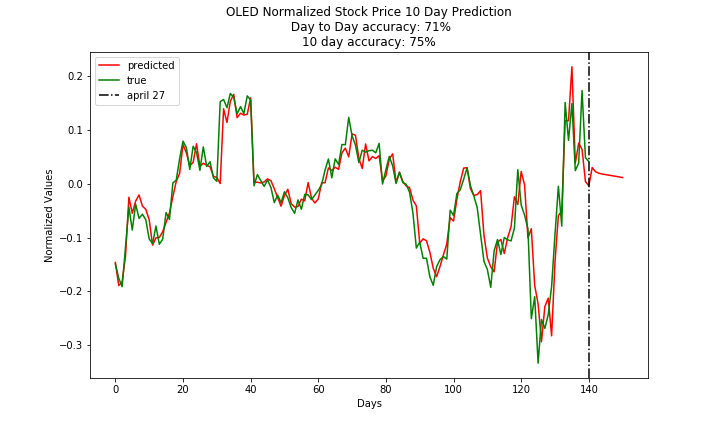 OLED Normalized Stock Price 10 Day Prediction
Day to Day accuracy: 71%
10 day accuracy: 75%
predicted
true
april 27
Normalized Values
0.2
0.1
0.0
−0.1
−0.2
−0.3
0 20 40 60 80 100 120 140
Days